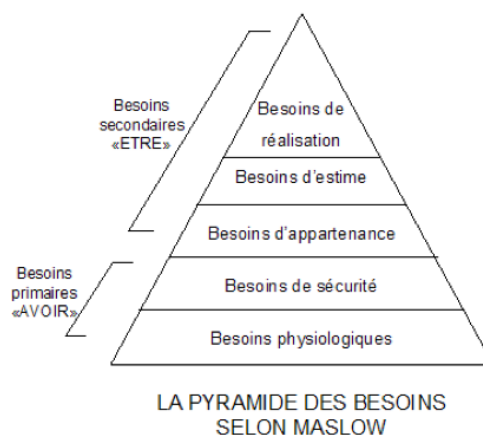 Besoins
secondaires
«ETRE»
Besoins de
réalisation
Besoins d'estime
Besoins d'appartenance
Besoins
primaires
«AVOIR»
Besoins de sécurité
Besoins physiologiques
LA PYRAMIDE DES BESOINS
SELON MASLOW